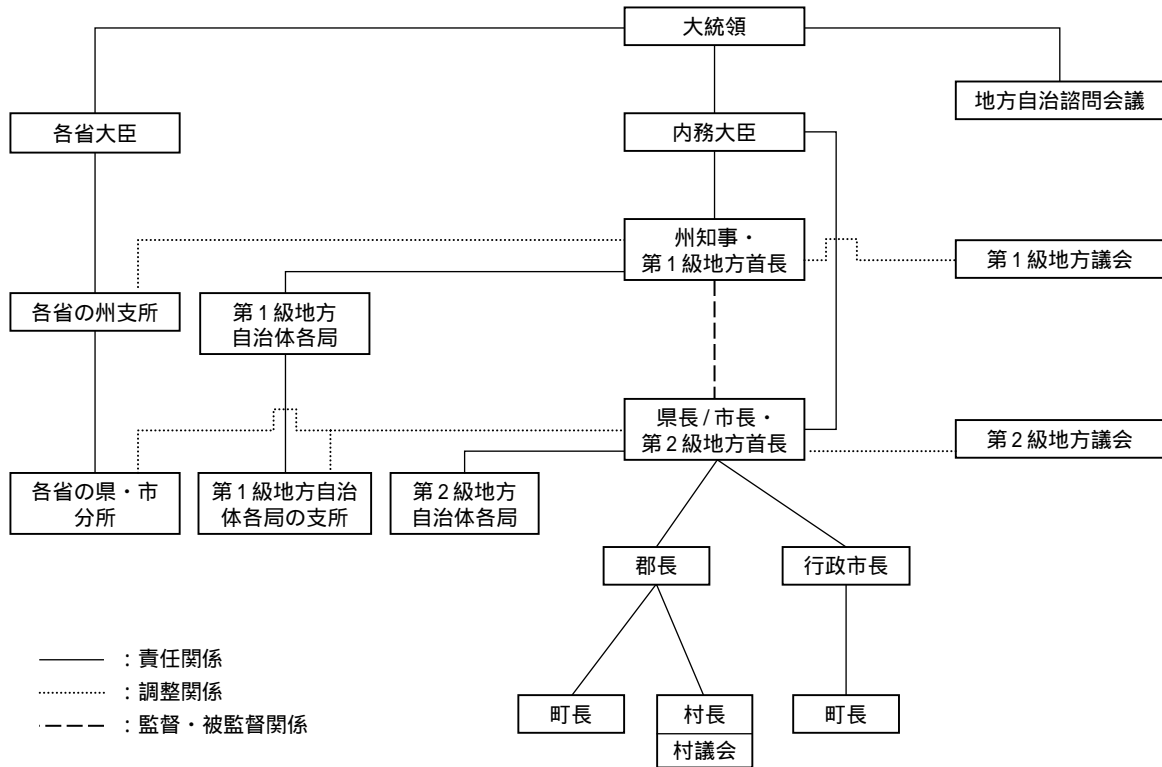 大統領
地方自治諮問会議
各省大臣
内務大臣
州知事・
第1級地方首長
第1級地方議会
各省の州支所
第1級地方
自治体各局
県長/市長・
第2級地方首長
第2級地方議会
各省の県・市
分所
第1級地方自治
体各局の支所
第2級地方
自治体各局
郡長
行政市長
：責任関係
：調整関係
：監督・被監督関係
町長
村長
村議会
町長